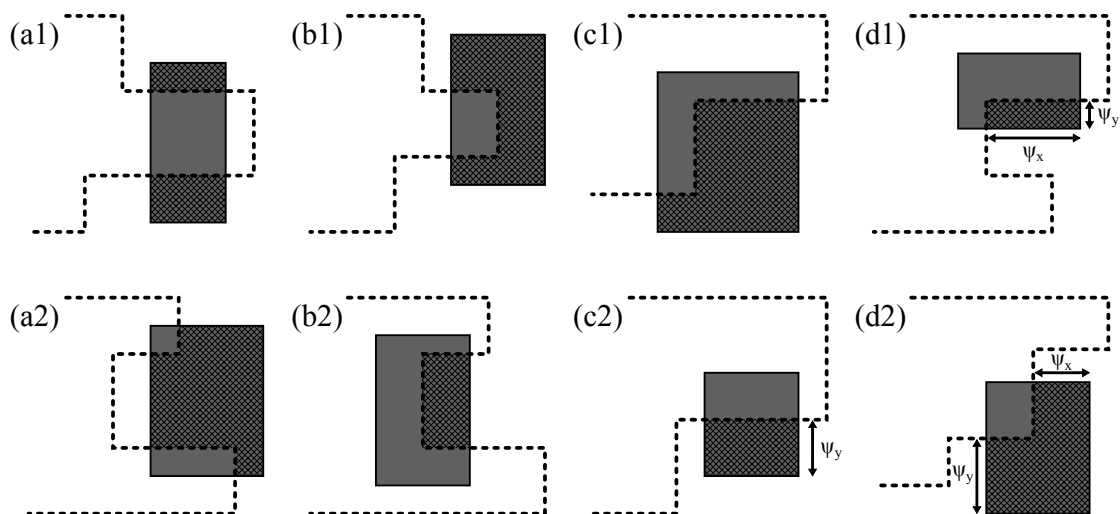 (a1) (b1) (c1) (d1)
ψy
ψx
(a2) (b2) (c2) (d2)
ψx
ψy ψy